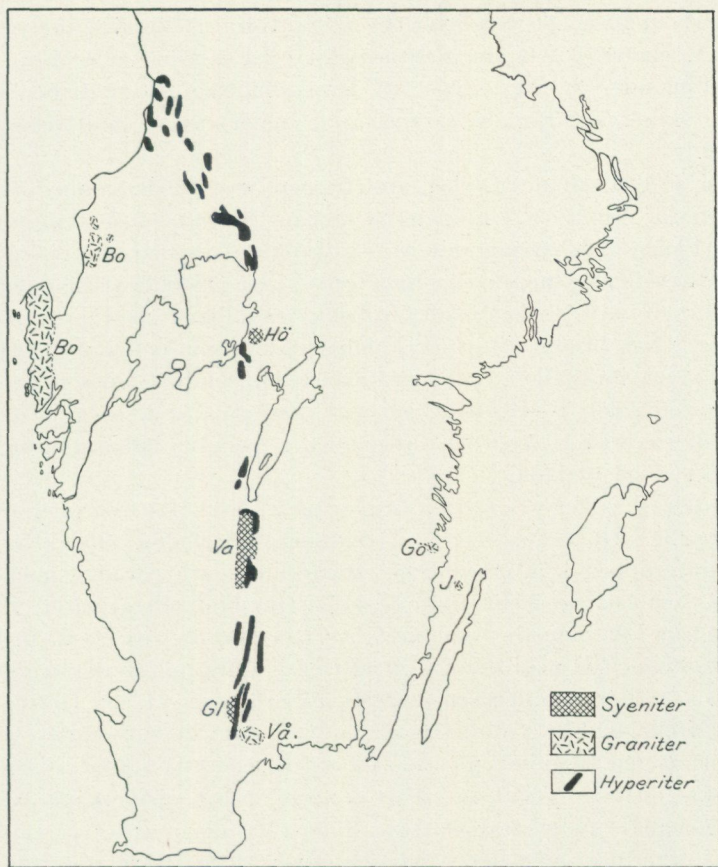 Bo
Bo
Hö
Va
Gö
J
Gl
Vå.
Syeniter
Graniter
Hyperiter